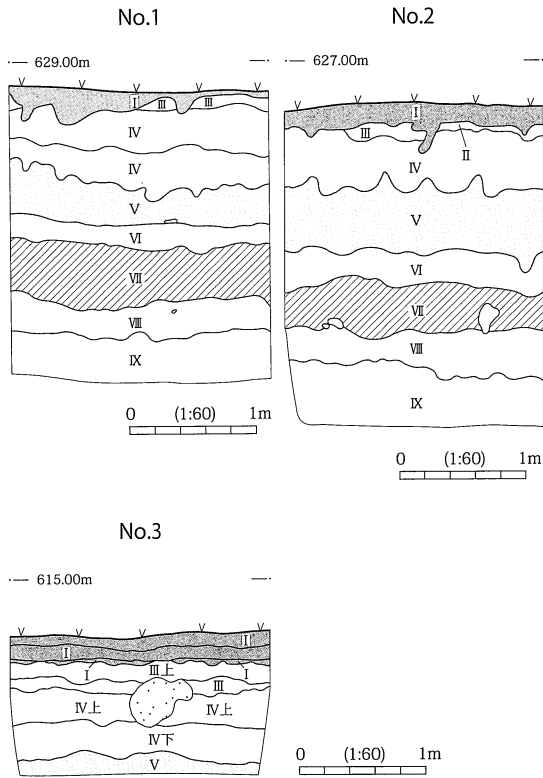 No.1
629.00m
I
III
III
IV
IV
V
VI
VII
VIII
IX
0 (1:60) 1m
No.2
627.00m
I
III
II
IV
V
VI
VII
VIII
IX
0 (1:60) 1m
No.3
615.00m
I
I
I
III上
I
III
IV上
IV上
IV下
V
0 (1:60) 1m